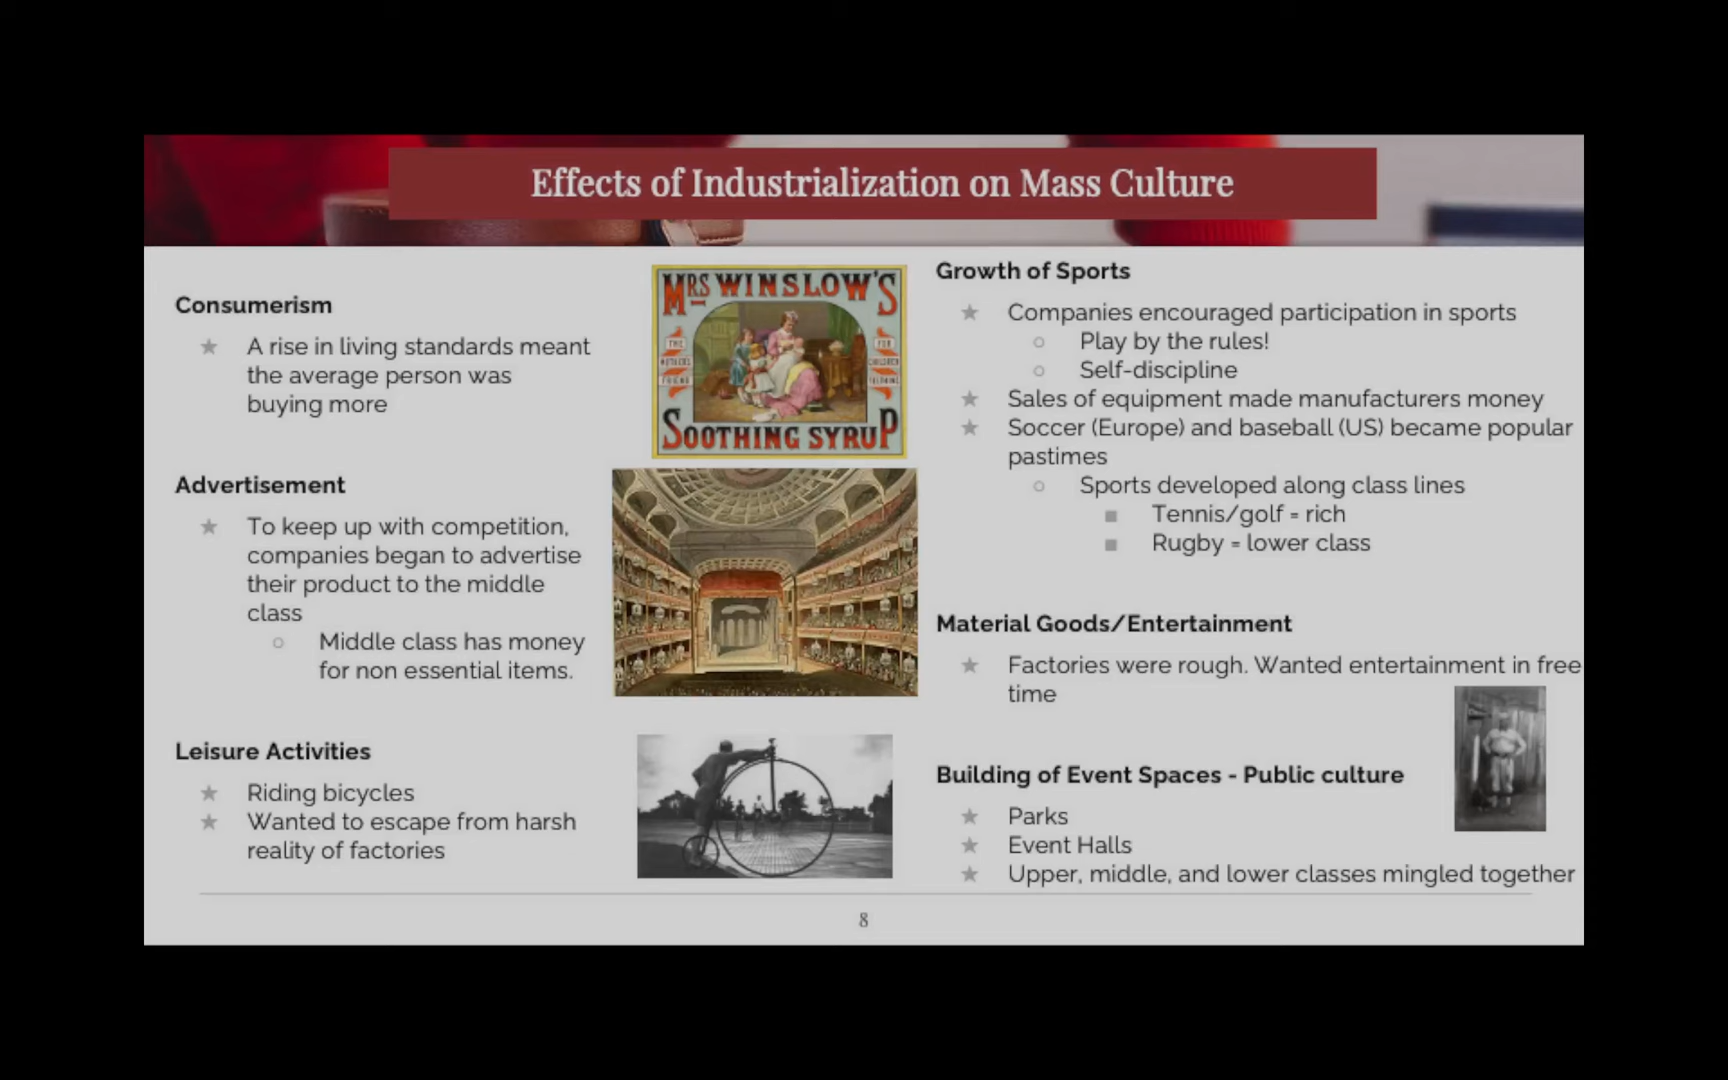 Effects of Industrialization on Mass Culture
Consumerism
A rise in living standards meant
the average person was
buying more
Advertisement
To keep up with competition,
companies began to advertise
their product to the middle
class
Middle class has money
for non essential items.
Leisure Activities
Riding bicycles
Wanted to escape from harsh
reality of factories
MRS WINSLOW'S
THE
MOTHERS
FRIEND
FOR
CHILDREN
TEETHING
SOOTHING SYRUP
Growth of Sports
Companies encouraged participation in sports
Play by the rules!
Self-discipline
Sales of equipment made manufacturers money
Soccer (Europe) and baseball (US) became popular
pastimes
Sports developed along class lines
Tennis/golf = rich
Rugby = lower class
Material Goods/Entertainment
Factories were rough. Wanted entertainment in free
time
Building of Event Spaces - Public culture
Parks
Event Halls
Upper, middle, and lower classes mingled together
8